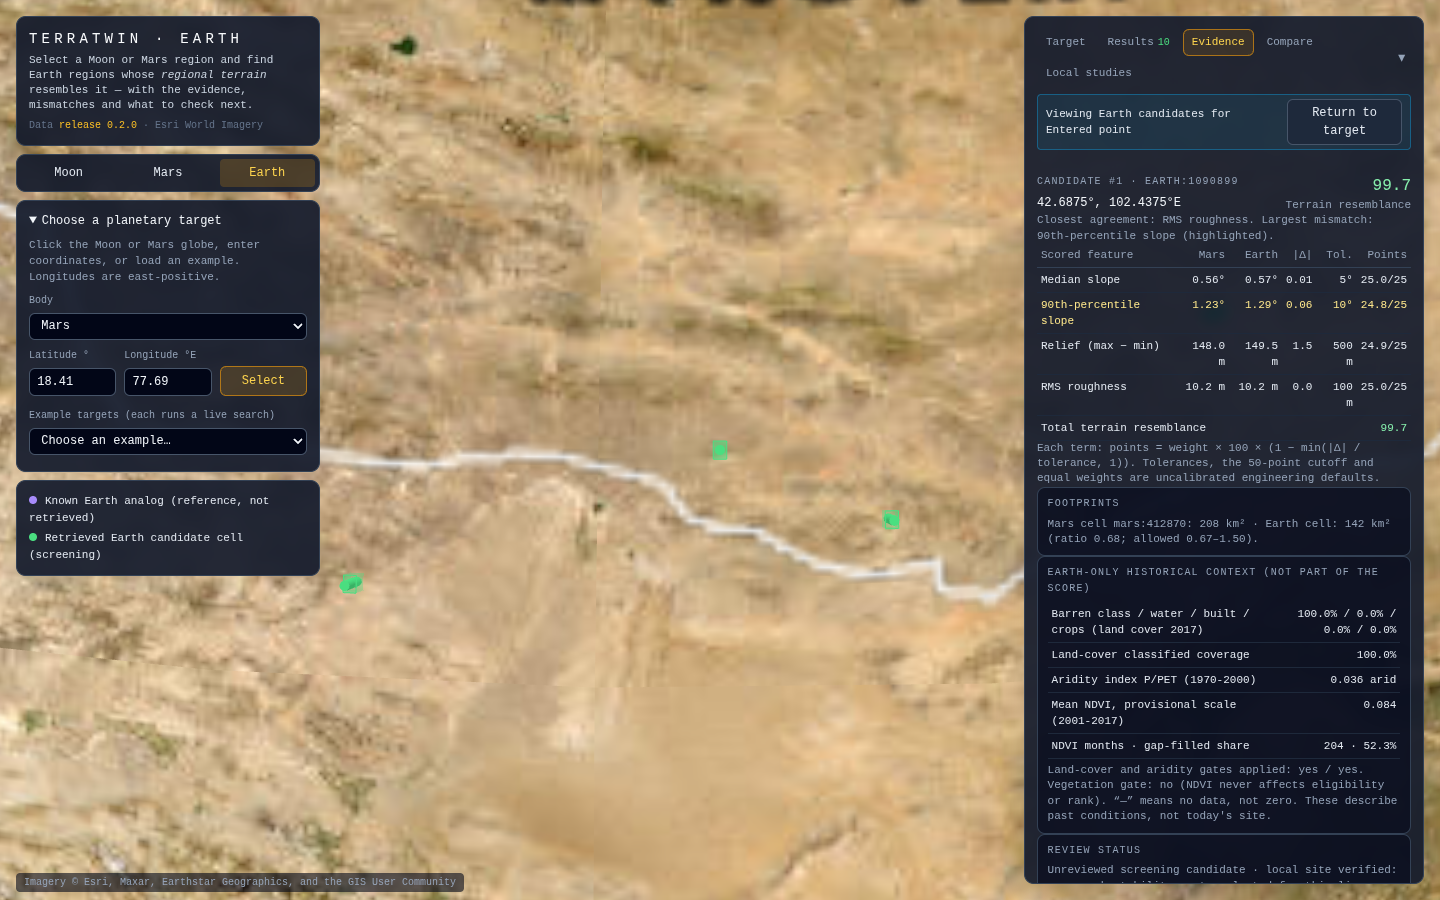 TERRATWIN · EARTH
Select a Moon or Mars region and find
Earth regions whose regional terrain
resembles it — with the evidence,
mismatches and what to check next.
Data release 0.2.0 · Esri World Imagery
Moon Mars Earth
▼ Choose a planetary target
Click the Moon or Mars globe, enter
coordinates, or load an example.
Longitudes are east-positive.
Body
Mars
Latitude ° Longitude °E
18.41 77.69 Select
Example targets (each runs a live search)
Choose an example…
Known Earth analog (reference, not
retrieved)
Retrieved Earth candidate cell
(screening)
Imagery © Esri, Maxar, Earthstar Geographics, and the GIS User Community
Target Results 10 Evidence Compare
Local studies
▼
Viewing Earth candidates for
Entered point
Return to
target
CANDIDATE #1 · EARTH:1090899 99.7
42.6875°, 102.4375°E Terrain resemblance
Closest agreement: RMS roughness. Largest mismatch:
90th-percentile slope (highlighted).
Scored feature Mars Earth |Δ| Tol. Points
Median slope 0.56° 0.57° 0.01 5° 25.0/25
90th-percentile 1.23° 1.29° 0.06 10° 24.8/25
slope
Relief (max − min) 148.0 149.5 1.5 500 24.9/25
m m m
RMS roughness 10.2 m 10.2 m 0.0 100 25.0/25
m
Total terrain resemblance 99.7
Each term: points = weight × 100 × (1 − min(|Δ| /
tolerance, 1)). Tolerances, the 50-point cutoff and
equal weights are uncalibrated engineering defaults.
FOOTPRINTS
Mars cell mars:412870: 208 km² · Earth cell: 142 km²
(ratio 0.68; allowed 0.67–1.50).
EARTH-ONLY HISTORICAL CONTEXT (NOT PART OF THE
SCORE)
Barren class / water / built / 100.0% / 0.0% /
crops (land cover 2017) 0.0% / 0.0%
Land-cover classified coverage 100.0%
Aridity index P/PET (1970-2000) 0.036 arid
Mean NDVI, provisional scale 0.084
(2001-2017)
NDVI months · gap-filled share 204 · 52.3%
Land-cover and aridity gates applied: yes / yes.
Vegetation gate: no (NDVI never affects eligibility
or rank). “—” means no data, not zero. These describe
past conditions, not today's site.
REVIEW STATUS
Unreviewed screening candidate · local site verified: